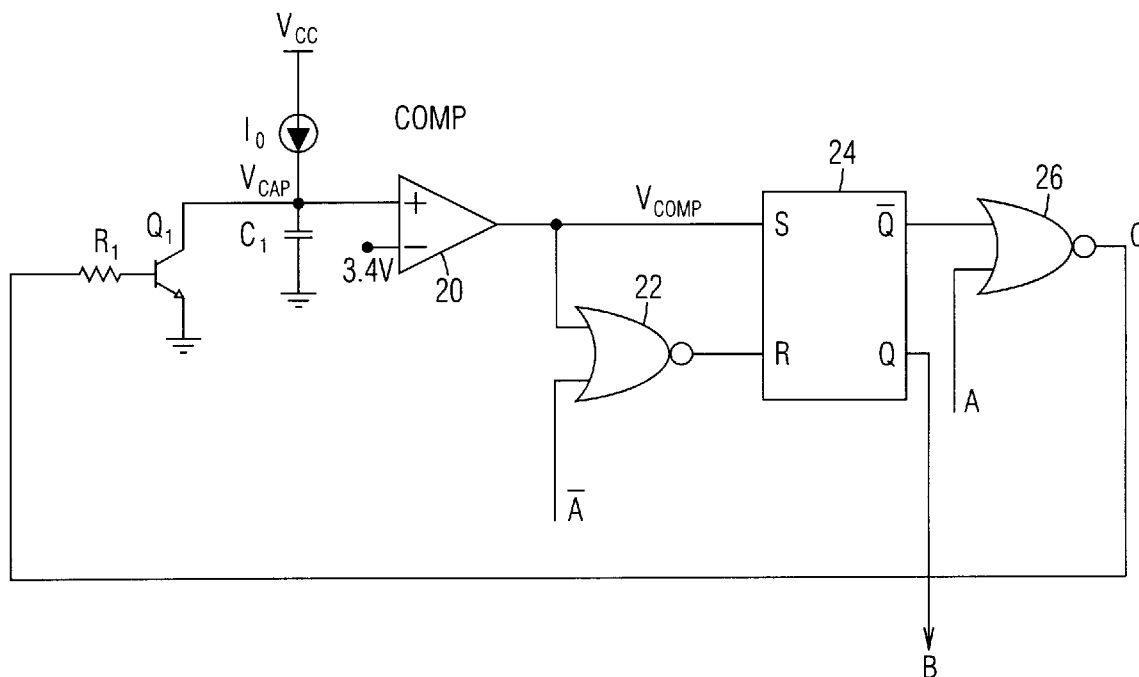 V_CC
I_0
COMP
V_CAP
R_1
Q_1
C_1
+
−
3.4V
20
V_COMP
22
A̅
24
S
Q̅
R
Q
26
A
C
B